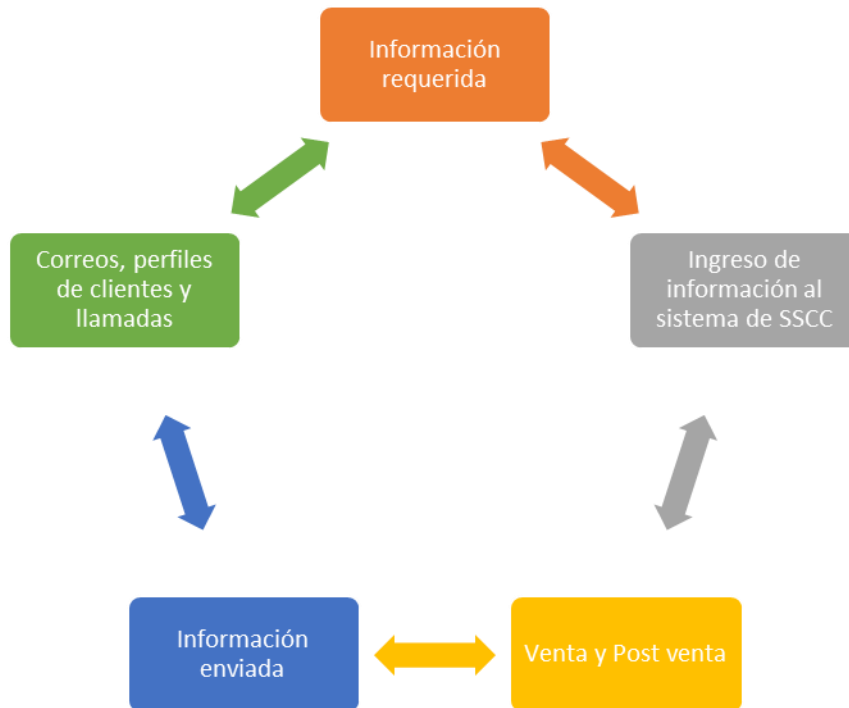 Información
requerida
Correos, perfiles
de clientes y
llamadas
Ingreso de
información al
sistema de SSCC
Información
enviada
Venta y Post venta